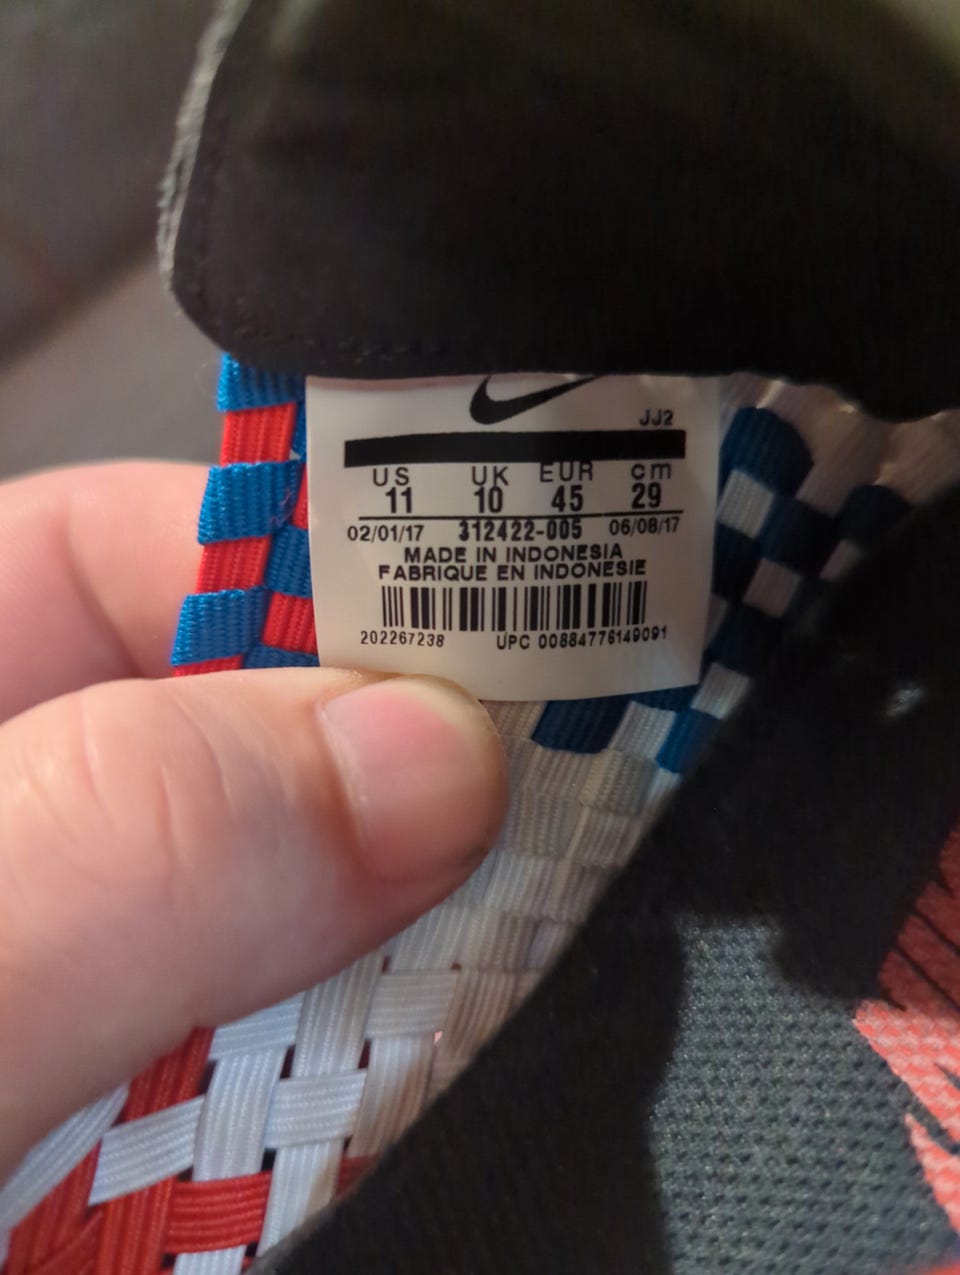 JJ2
US UK EUR cm
11 10 45 29
02/01/17 312422-005 06/08/17
MADE IN INDONESIA
FABRIQUE EN INDONESIE
202267238 UPC 00884776149091